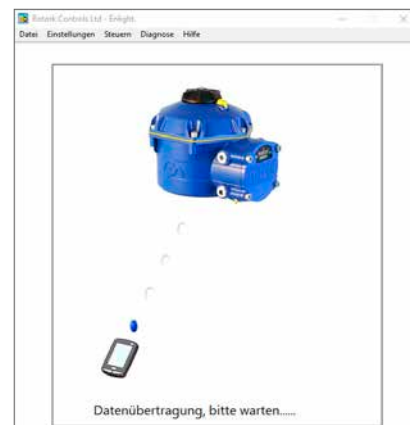 Rotork Controls Ltd - Enlight.
Datei Einstellungen Steuern Diagnose Hilfe
Datenübertragung, bitte warten......